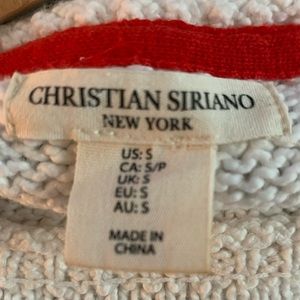 CHRISTIAN SIRIANO
NEW YORK
US: S
CA: S/P
UK: S
EU: S
AU: S
MADE IN
CHINA